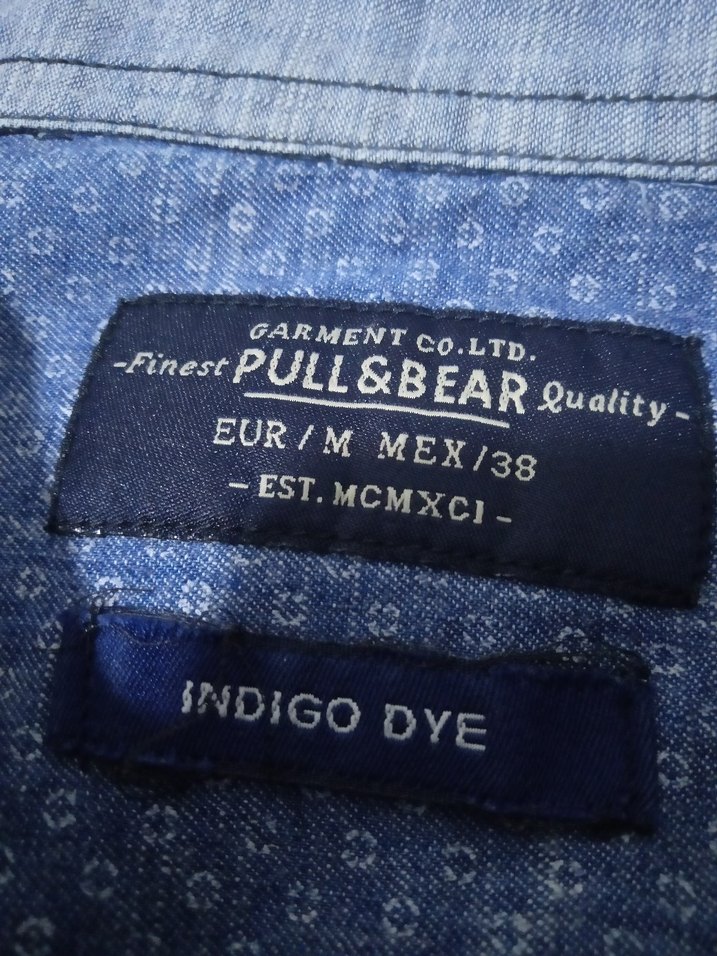 GARMENT CO.LTD.
-Finest PULL&BEAR Quality-
EUR/M MEX/38
- EST. MCMXCI -
INDIGO DYE